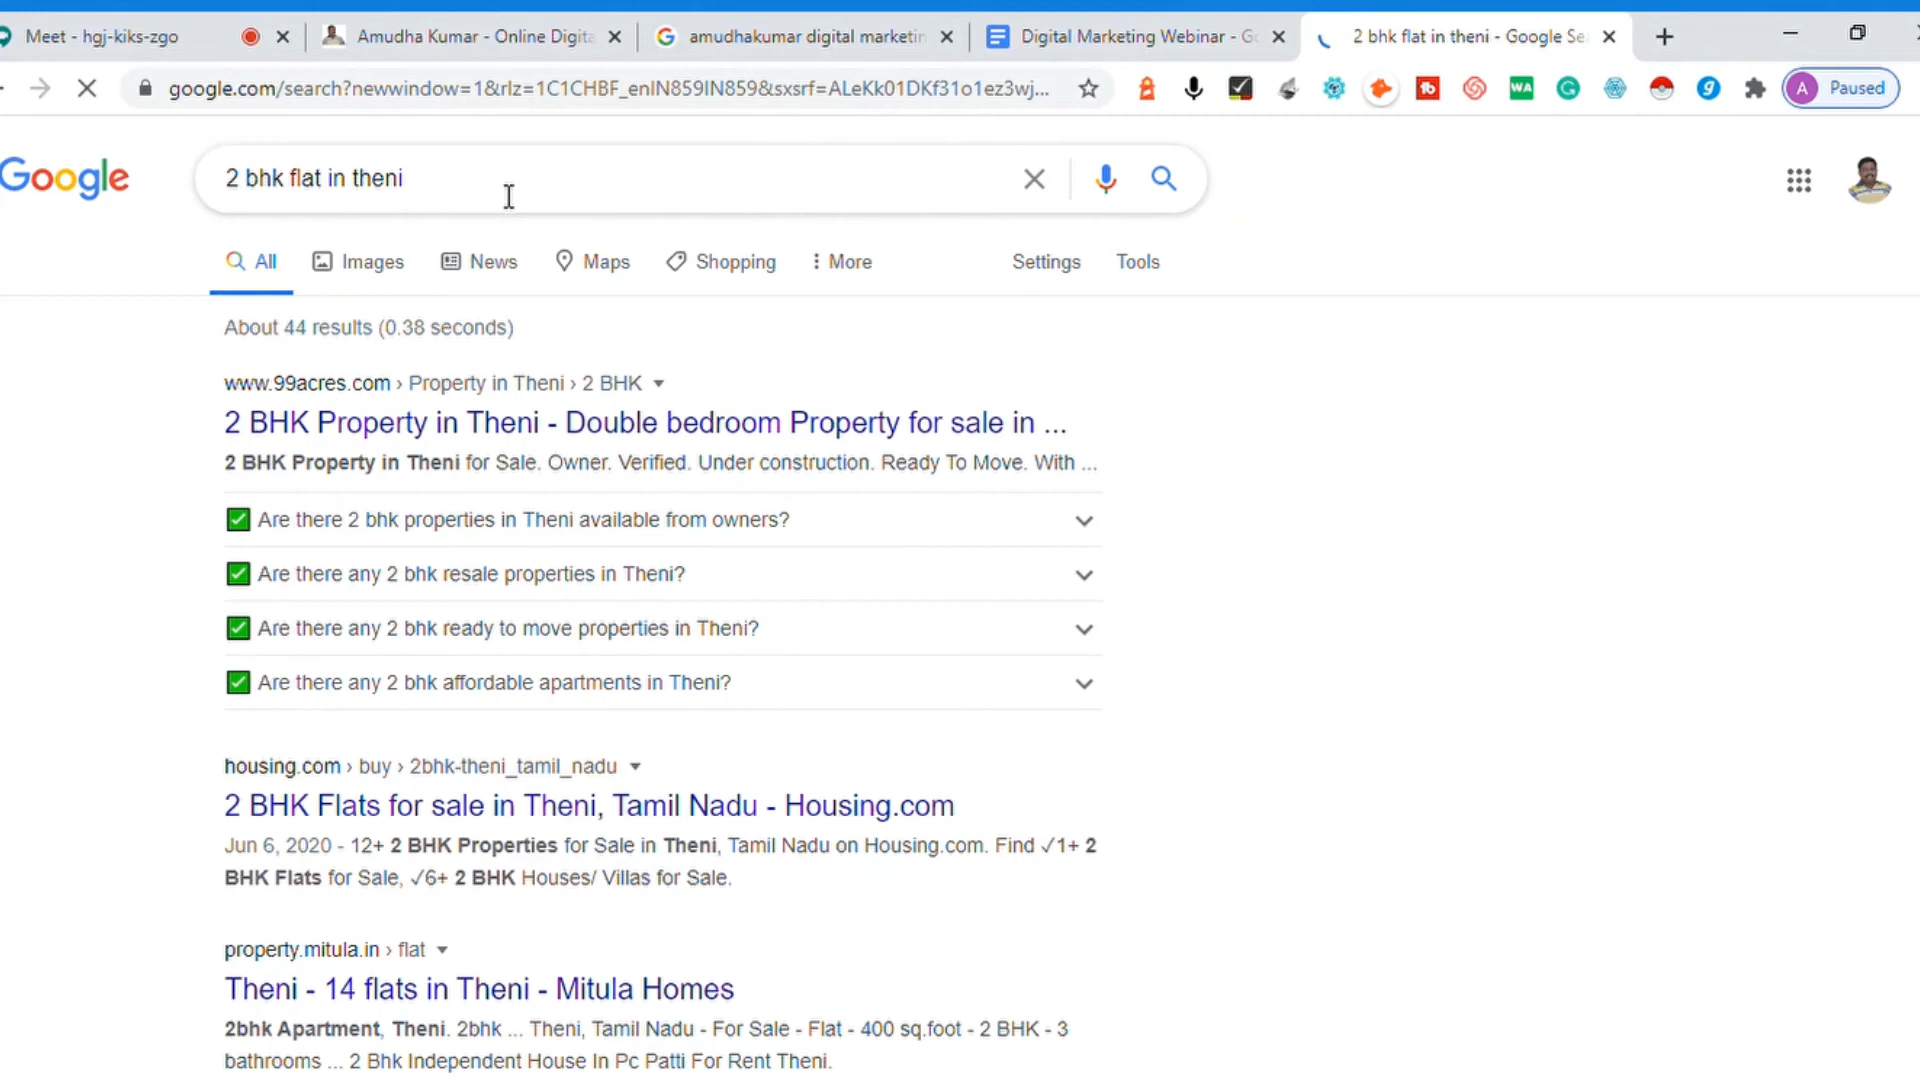 Meet - hgj-kiks-zgo
Amudha Kumar - Online Digita
amudhakumar digital marketin
Digital Marketing Webinar - Go
2 bhk flat in theni - Google Se
google.com/search?newwindow=1&rlz=1C1CHBF_enIN859IN859&sxsrf=ALeKk01DKf31o1ez3wj...
WA
A Paused
Google
2 bhk flat in theni
All Images News Maps Shopping More Settings Tools
About 44 results (0.38 seconds)
www.99acres.com › Property in Theni › 2 BHK
2 BHK Property in Theni - Double bedroom Property for sale in ...
2 BHK Property in Theni for Sale. Owner. Verified. Under construction. Ready To Move. With ...
✅ Are there 2 bhk properties in Theni available from owners?
✅ Are there any 2 bhk resale properties in Theni?
✅ Are there any 2 bhk ready to move properties in Theni?
✅ Are there any 2 bhk affordable apartments in Theni?
housing.com › buy › 2bhk-theni_tamil_nadu
2 BHK Flats for sale in Theni, Tamil Nadu - Housing.com
Jun 6, 2020 - 12+ 2 BHK Properties for Sale in Theni, Tamil Nadu on Housing.com. Find ✓1+ 2
BHK Flats for Sale, ✓6+ 2 BHK Houses/ Villas for Sale.
property.mitula.in › flat
Theni - 14 flats in Theni - Mitula Homes
2bhk Apartment, Theni. 2bhk ... Theni, Tamil Nadu - For Sale - Flat - 400 sq.foot - 2 BHK - 3
bathrooms ... 2 Bhk Independent House In Pc Patti For Rent Theni.